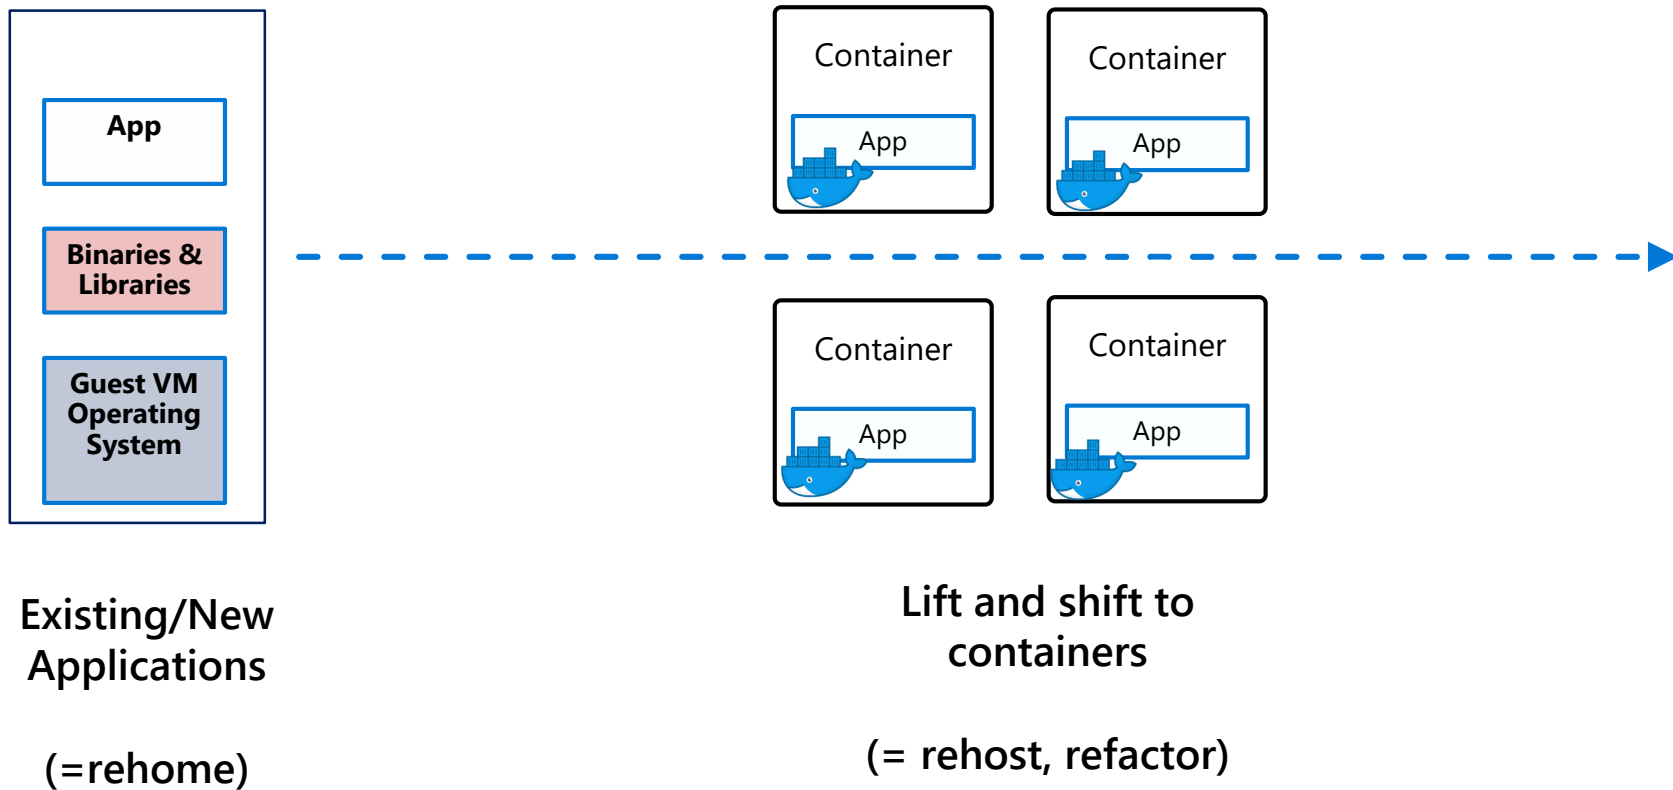 App
Binaries &
Libraries
Guest VM
Operating
System
Existing/New
Applications
(=rehome)
Container
App
Container
App
Container
App
Container
App
Lift and shift to
containers
(= rehost, refactor)